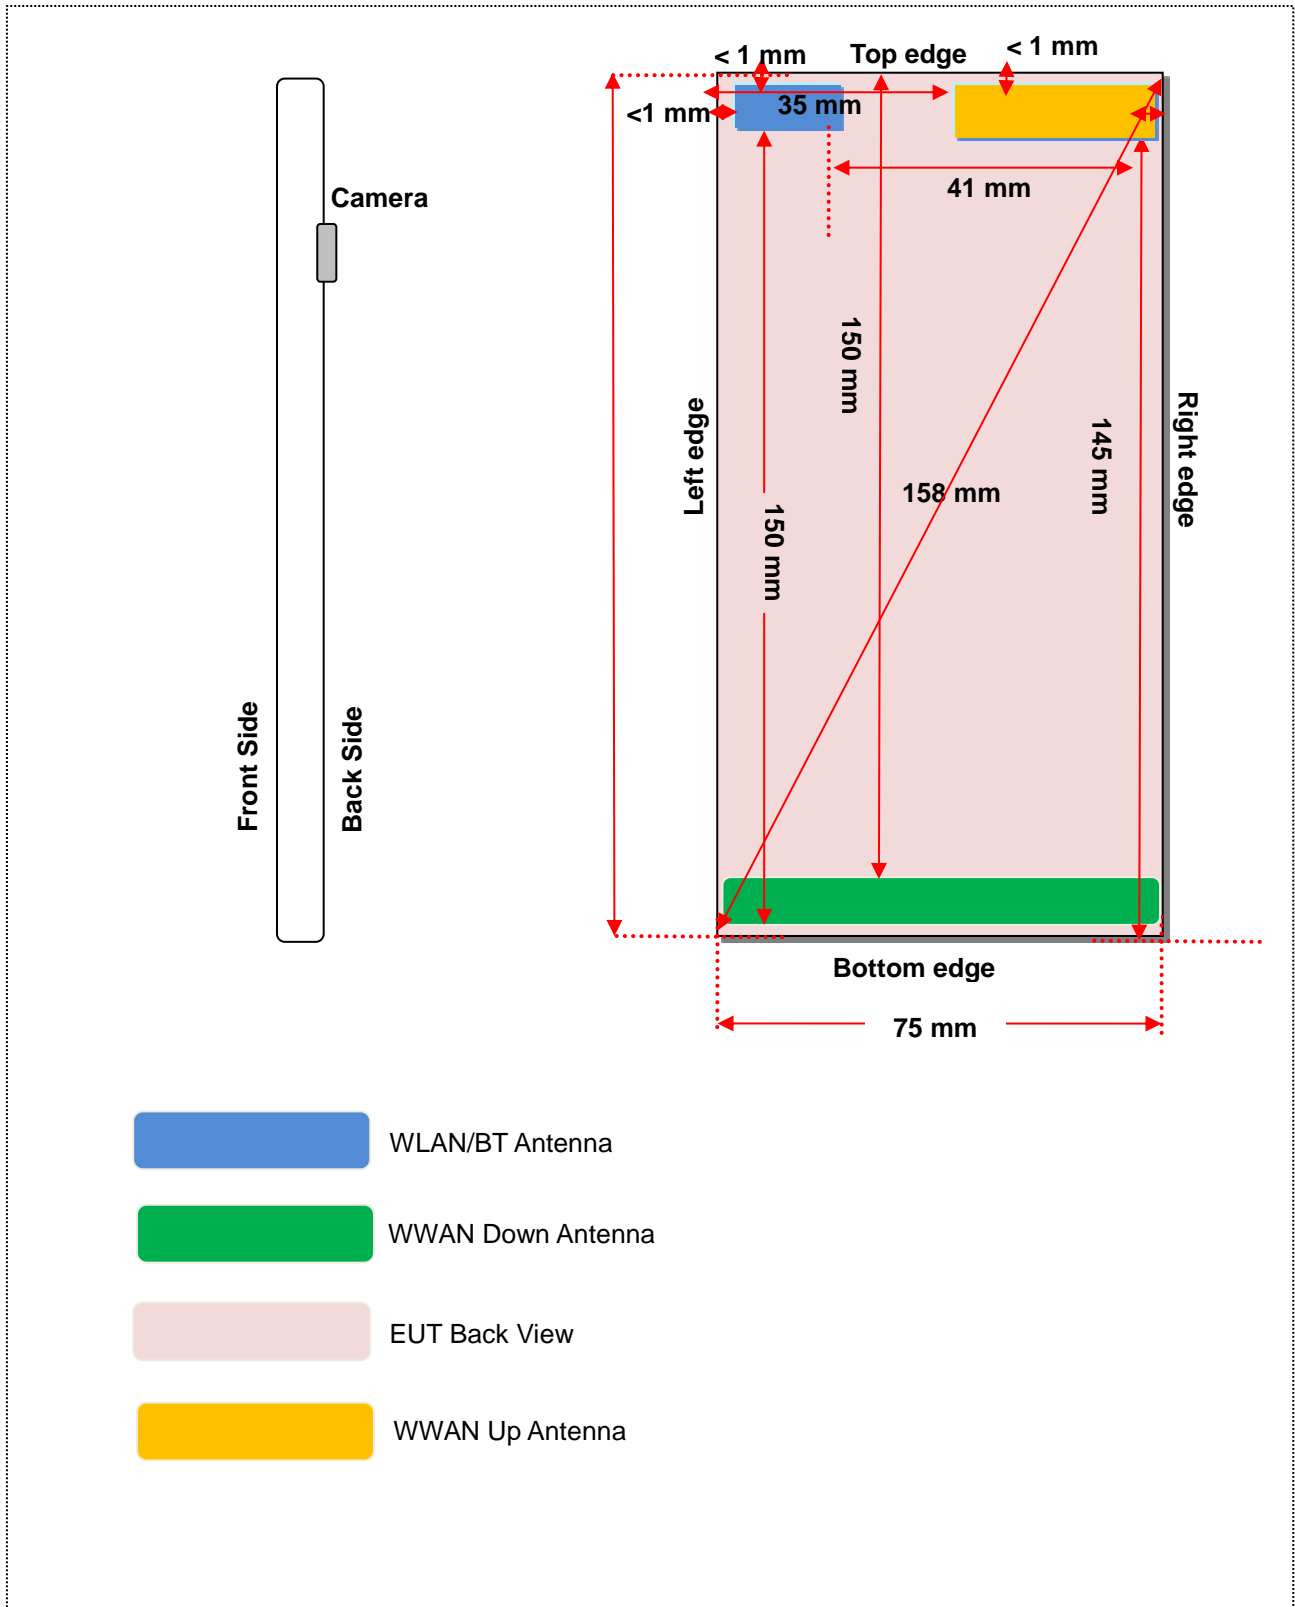 < 1 mm
Top edge
< 1 mm
<1 mm
35 mm
Camera
41 mm
150 mm
Left edge
Right edge
145 mm
158 mm
150 mm
Front Side
Back Side
Bottom edge
75 mm
WLAN/BT Antenna
WWAN Down Antenna
EUT Back View
WWAN Up Antenna